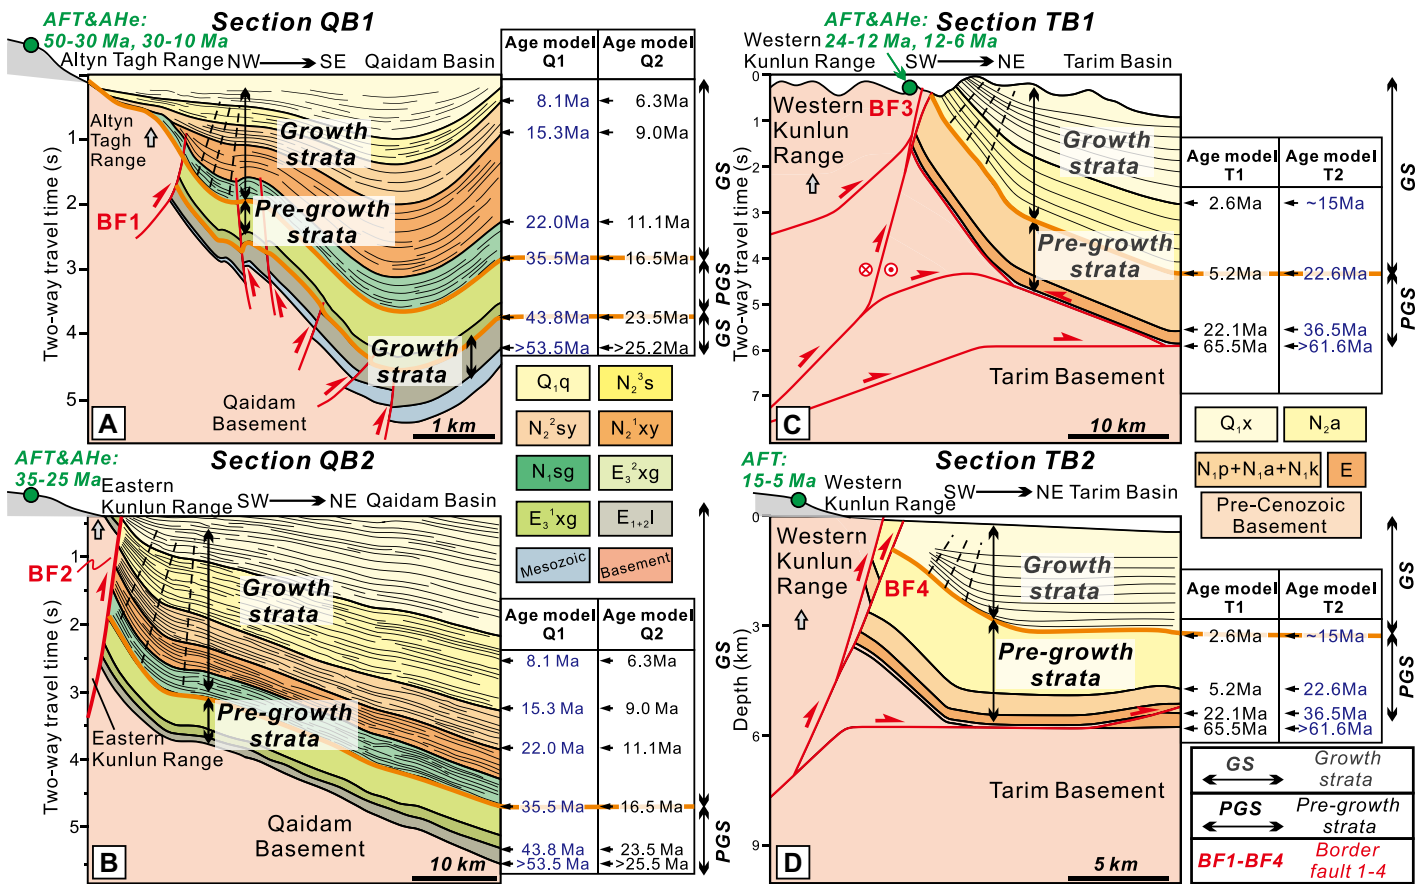 AFT&AHe:
50-30 Ma, 30-10 Ma
Section QB1
Altyn Tagh Range
NW
SE
Qaidam Basin
Altyn
Tagh
Range
Growth
strata
Pre-growth
strata
BF1
Growth
strata
Qaidam
Basement
1
2
3
4
5
Two-way travel time (s)
A
1 km
Age model
Q1
Age model
Q2
8.1Ma
6.3Ma
15.3Ma
9.0Ma
22.0Ma
11.1Ma
35.5Ma
16.5Ma
43.8Ma
23.5Ma
>53.5Ma
>25.2Ma
GS
PGS
GS
Q₁q
N₂³s
N₂²sy
N₂¹xy
N₁sg
E₃²xg
E₃¹xg
E₁₊₂l
Mesozoic
Basement
AFT&AHe:
35-25 Ma
Section QB2
Eastern
Kunlun Range
SW
NE
Qaidam Basin
BF2
Growth
strata
Pre-growth
strata
Eastern
Kunlun Range
Qaidam
Basement
1
2
3
4
5
Two-way travel time (s)
B
10 km
Age model
Q1
Age model
Q2
8.1 Ma
6.3Ma
15.3Ma
9.0 Ma
22.0 Ma
11.1Ma
35.5 Ma
16.5Ma
43.8Ma
23.5Ma
>53.5Ma
>25.5Ma
GS
PGS
AFT&AHe:
24-12 Ma, 12-6 Ma
Section TB1
Western
Kunlun Range
SW
NE
Tarim Basin
Western
Kunlun
Range
BF3
Growth
strata
Pre-growth
strata
Tarim Basement
0
1
2
3
4
5
6
7
Two-way travel time (s)
C
10 km
Age model
T1
Age model
T2
2.6Ma
~15Ma
5.2Ma
22.6Ma
22.1Ma
36.5Ma
65.5Ma
>61.6Ma
GS
PGS
Q₁x
N₂a
N₁p+N₁a+N₁k
E
Pre-Cenozoic
Basement
AFT:
15-5 Ma
Section TB2
Western
Kunlun Range
SW
NE
Tarim Basin
Western
Kunlun
Range
BF4
Growth
strata
Pre-growth
strata
Tarim Basement
0
3
6
9
Depth (km)
D
5 km
Age model
T1
Age model
T2
2.6Ma
~15Ma
5.2Ma
22.6Ma
22.1Ma
36.5Ma
65.5Ma
>61.6Ma
GS
PGS
GS
Growth
strata
PGS
Pre-growth
strata
BF1-BF4
Border
fault 1-4